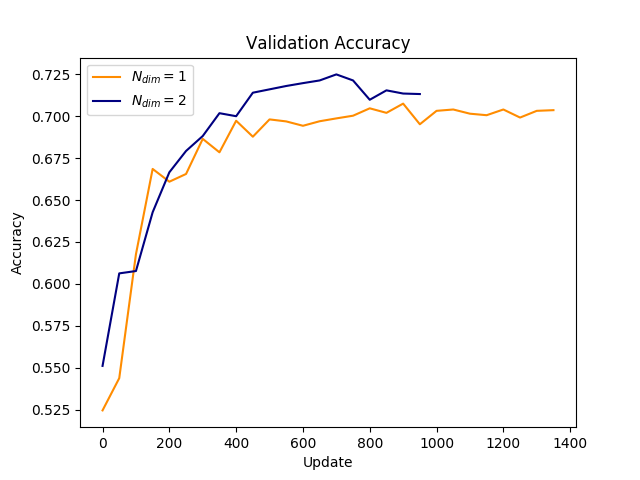 Validation Accuracy
N_dim = 1
N_dim = 2
Accuracy
0.725
0.700
0.675
0.650
0.625
0.600
0.575
0.550
0.525
0 200 400 600 800 1000 1200 1400
Update